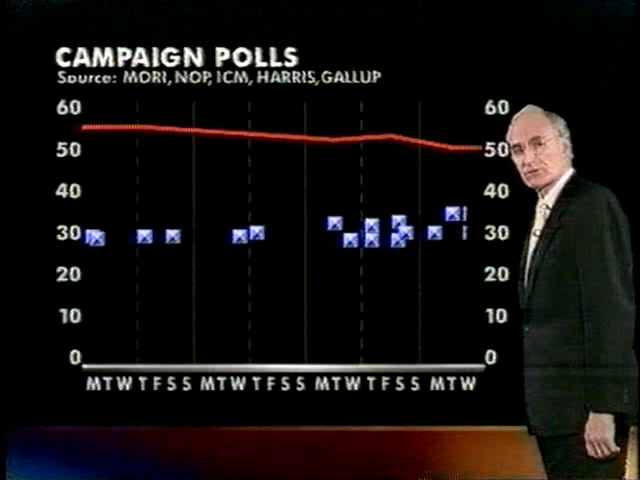 CAMPAIGN POLLS
Source: MORI, NOP, ICM, HARRIS, GALLUP
60 60
50 50
40 40
30 30
20 20
10 10
0 0
M T W T F S S M T W T F S S M T W T F S S M T W